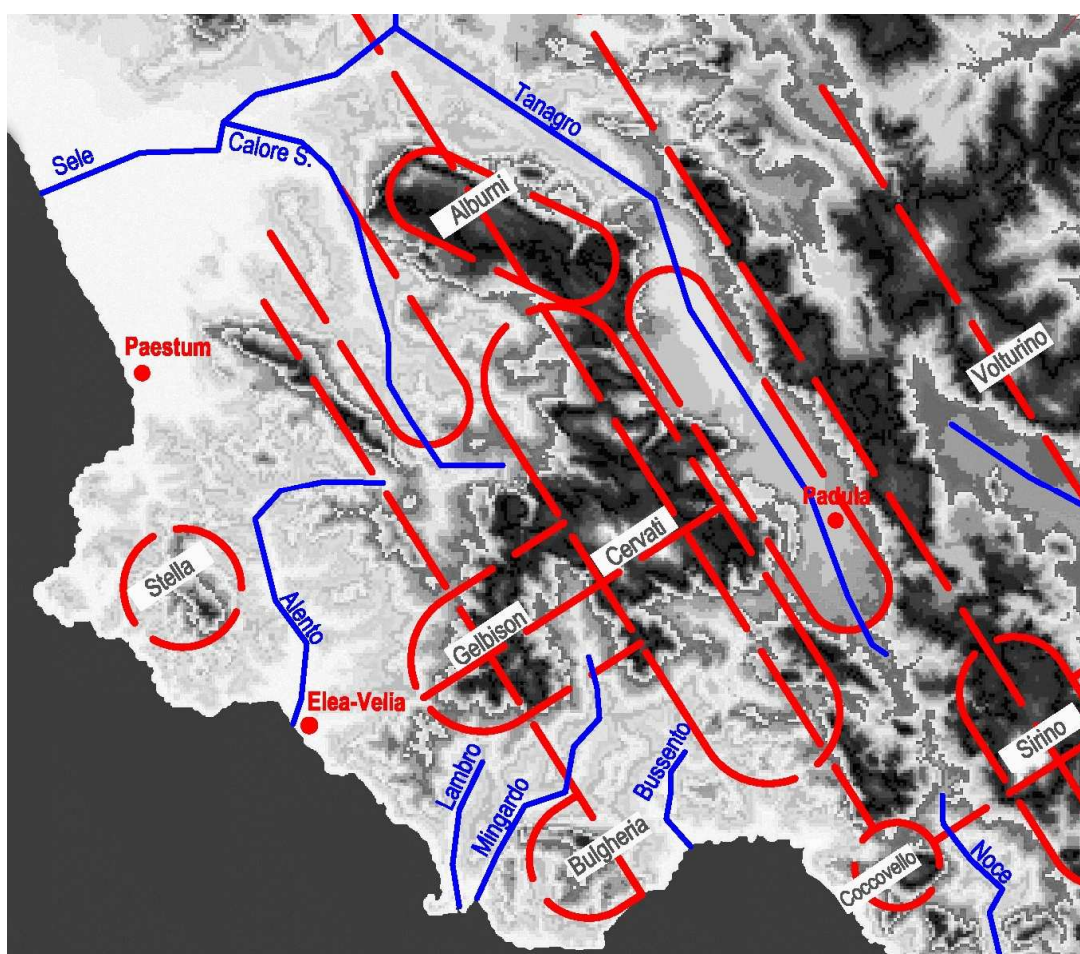 Tanagro
Sele
Calore S.
Alburni
Paestum
Volturino
Padula
Cervati
Stella
Alento
Gelbison
Elea-Velia
Sirino
Lambro
Mingardo
Bussento
Bulgheria
Coccovello
Noce